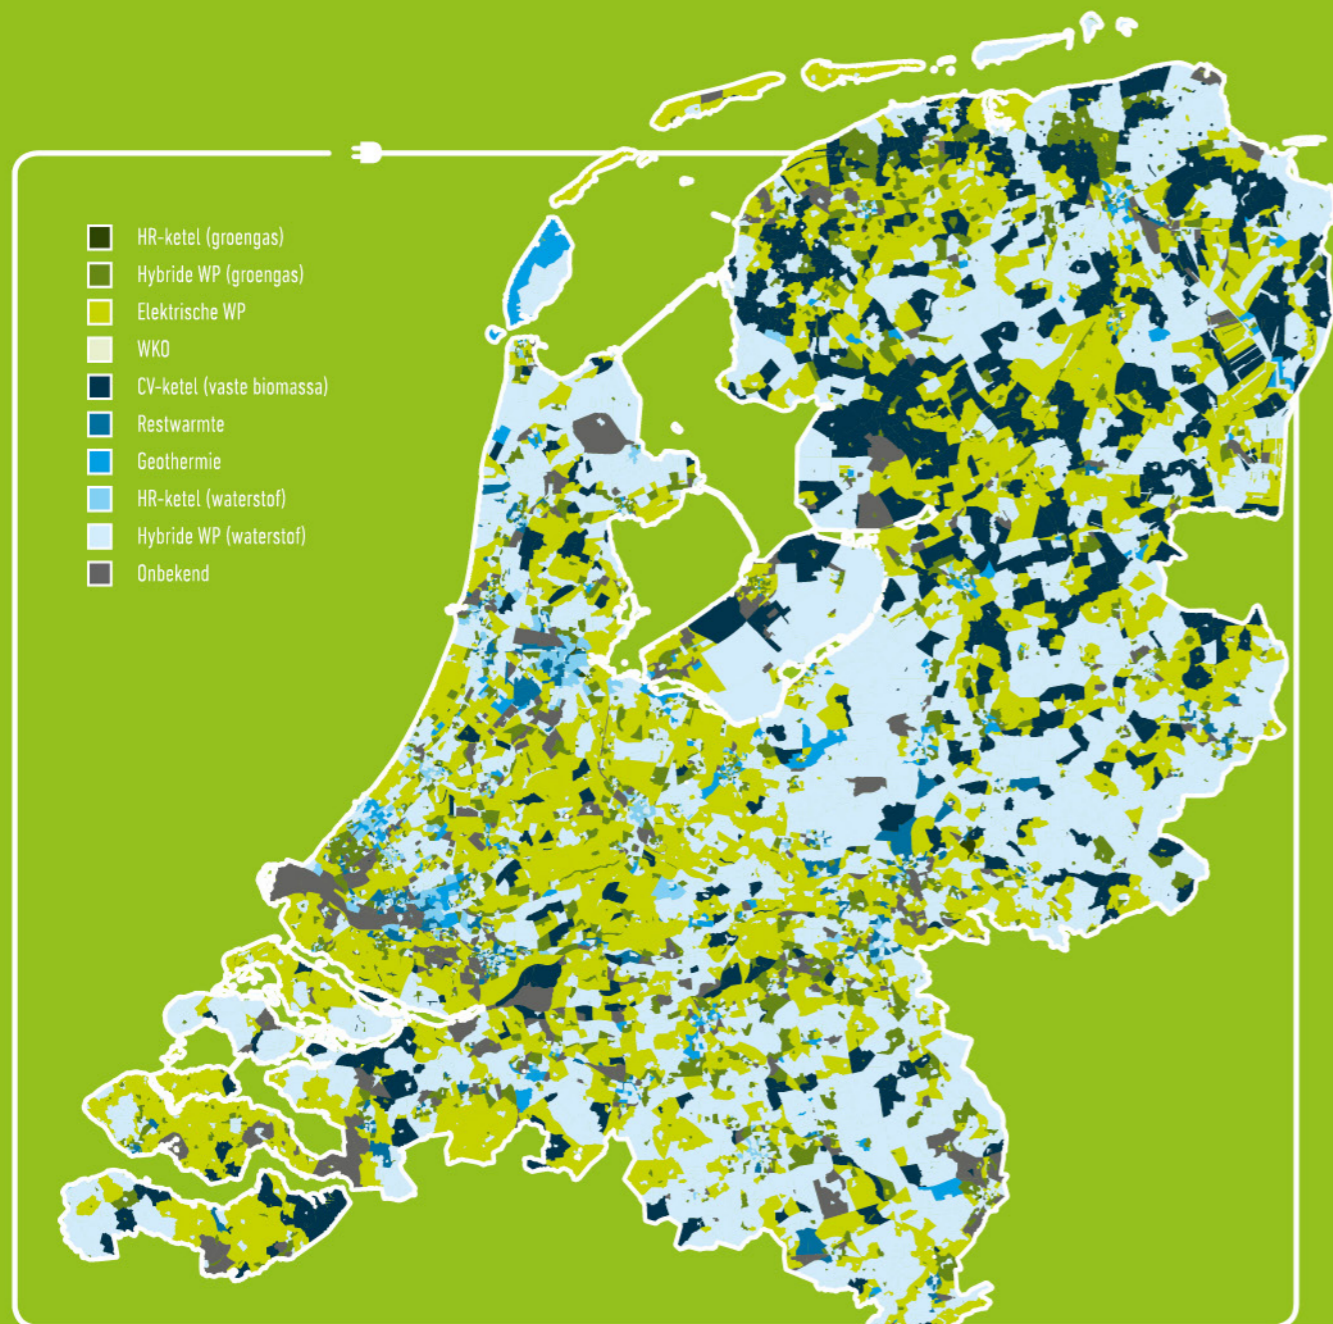 HR-ketel (groengas)
Hybride WP (groengas)
Elektrische WP
WKO
CV-ketel (vaste biomassa)
Restwarmte
Geothermie
HR-ketel (waterstof)
Hybride WP (waterstof)
Onbekend